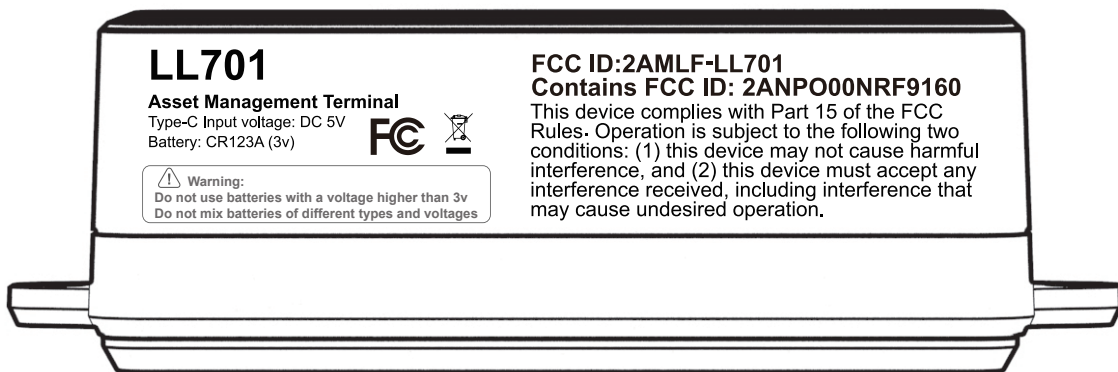 LL701
Asset Management Terminal
Type-C Input voltage: DC 5V
Battery: CR123A (3v)
FC
Warning:
Do not use batteries with a voltage higher than 3v
Do not mix batteries of different types and voltages
FCC ID:2AMLF-LL701
Contains FCC ID: 2ANPO00NRF9160
This device complies with Part 15 of the FCC
Rules. Operation is subject to the following two
conditions: (1) this device may not cause harmful
interference, and (2) this device must accept any
interference received, including interference that
may cause undesired operation.